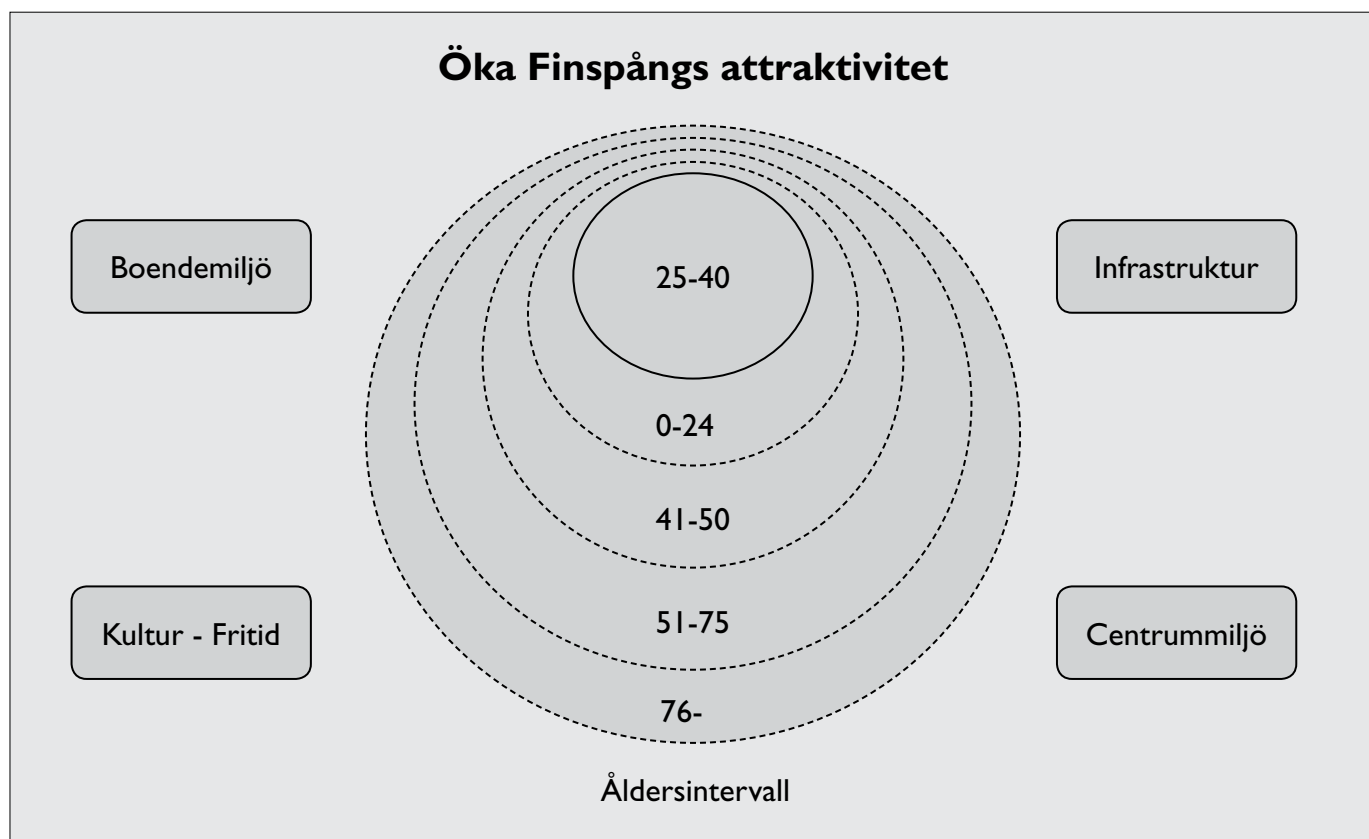 Öka Finspångs attraktivitet
Boendemiljö
25-40
Infrastruktur
0-24
41-50
Kultur - Fritid
51-75
Centrummiljö
76-
Åldersintervall